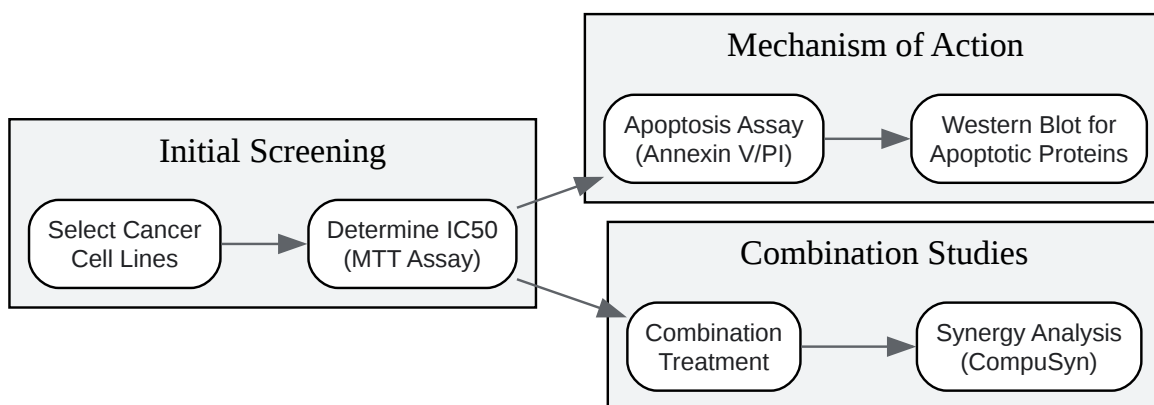 Initial Screening
Select Cancer
Cell Lines
Determine IC50
(MTT Assay)
Mechanism of Action
Apoptosis Assay
(Annexin V/PI)
Western Blot for
Apoptotic Proteins
Combination Studies
Combination
Treatment
Synergy Analysis
(CompuSyn)